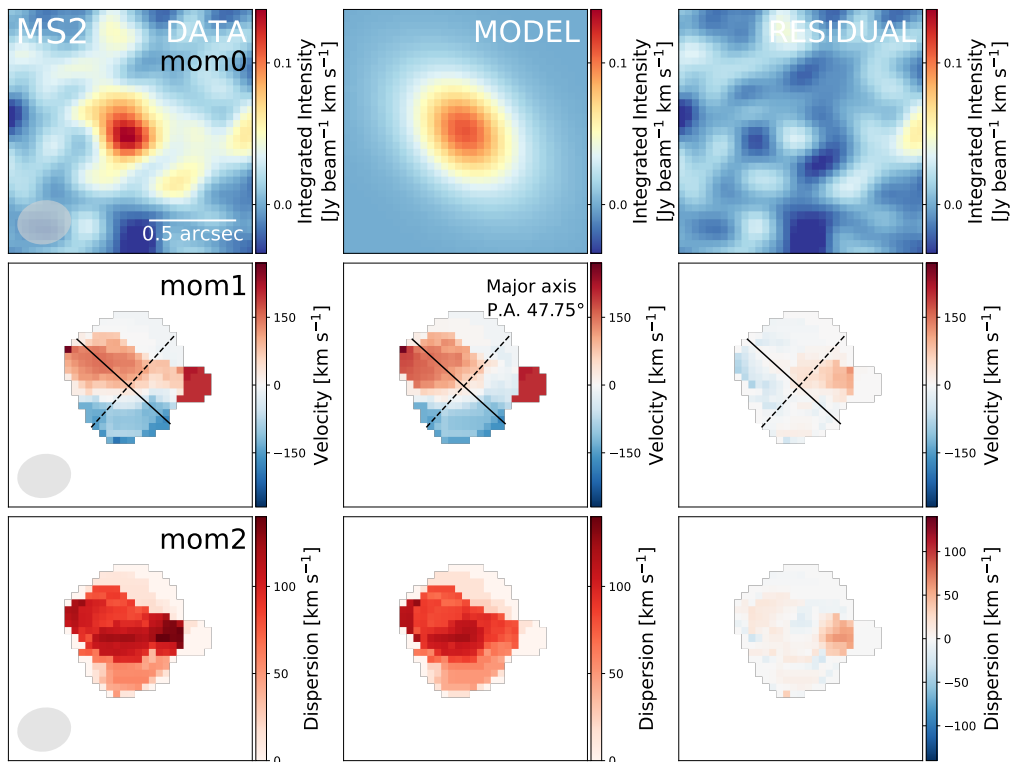 MS2 DATA
mom0
0.5 arcsec
0.1
0.0
Integrated Intensity
[Jy beam⁻¹ km s⁻¹]
MODEL
0.1
0.0
Integrated Intensity
[Jy beam⁻¹ km s⁻¹]
RESIDUAL
0.1
0.0
Integrated Intensity
[Jy beam⁻¹ km s⁻¹]
mom1
150
0
−150
Velocity [km s⁻¹]
Major axis
P.A. 47.75°
150
0
−150
Velocity [km s⁻¹]
150
0
−150
Velocity [km s⁻¹]
mom2
100
50
0
Dispersion [km s⁻¹]
100
50
0
Dispersion [km s⁻¹]
100
50
0
−50
−100
Dispersion [km s⁻¹]